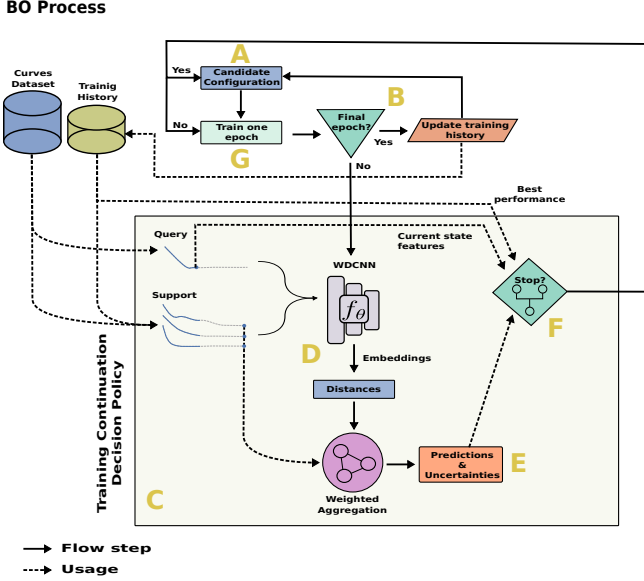 BO Process
Curves
Dataset
Trainig
History
A
Yes
Candidate
Configuration
B
No
Train one
epoch
G
Final
epoch?
Yes
Update training
history
No
Best
performance
Query
Current state
features
WDCNN
Support
fθ
Stop?
F
D
Embeddings
Distances
Training Continuation
Decision Policy
Predictions
&
Uncertainties
E
C
Weighted
Aggregation
Flow step
Usage